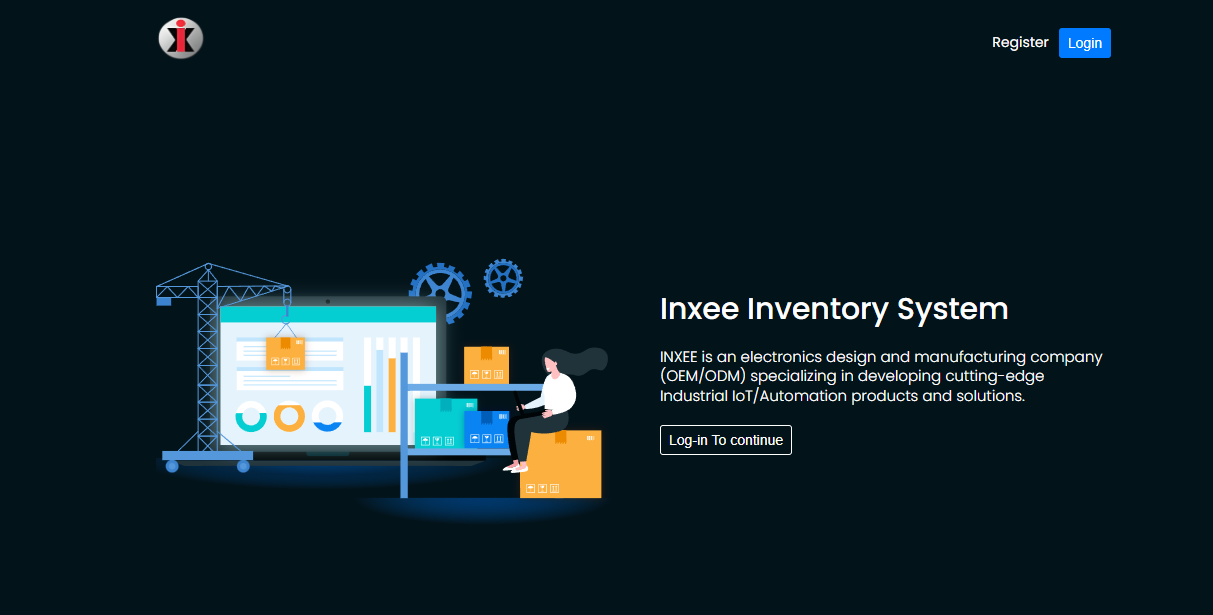 Register
Login
Inxee Inventory System
INXEE is an electronics design and manufacturing company
(OEM/ODM) specializing in developing cutting-edge
Industrial IoT/Automation products and solutions.
Log-in To continue